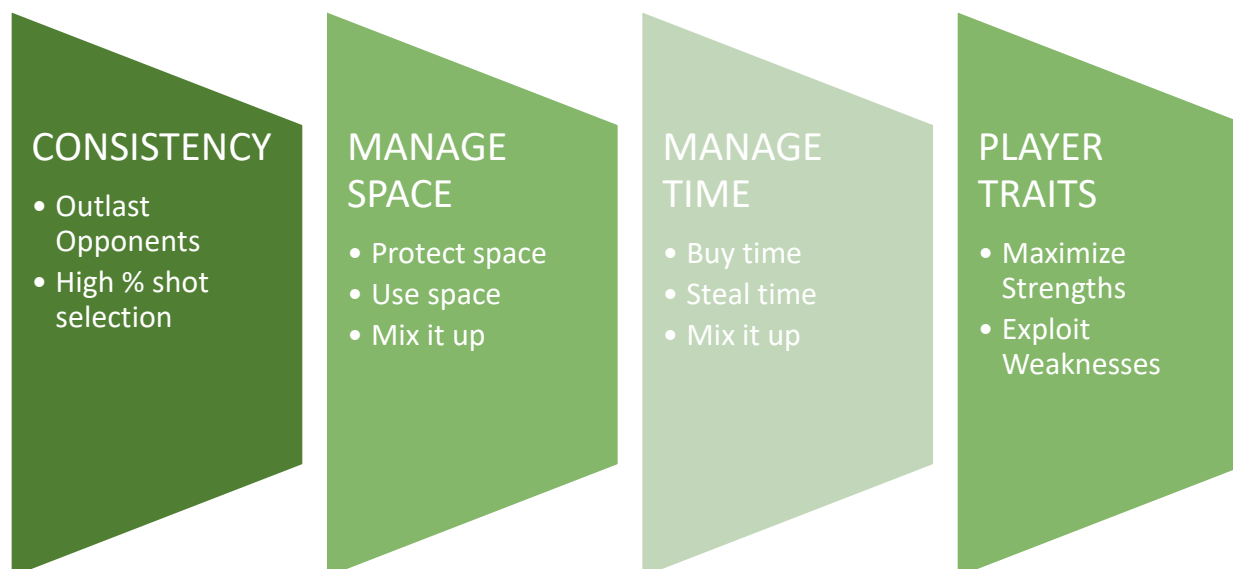 CONSISTENCY
• Outlast
Opponents
• High % shot
selection
MANAGE
SPACE
• Protect space
• Use space
• Mix it up
MANAGE
TIME
• Buy time
• Steal time
• Mix it up
PLAYER
TRAITS
• Maximize
Strengths
• Exploit
Weaknesses